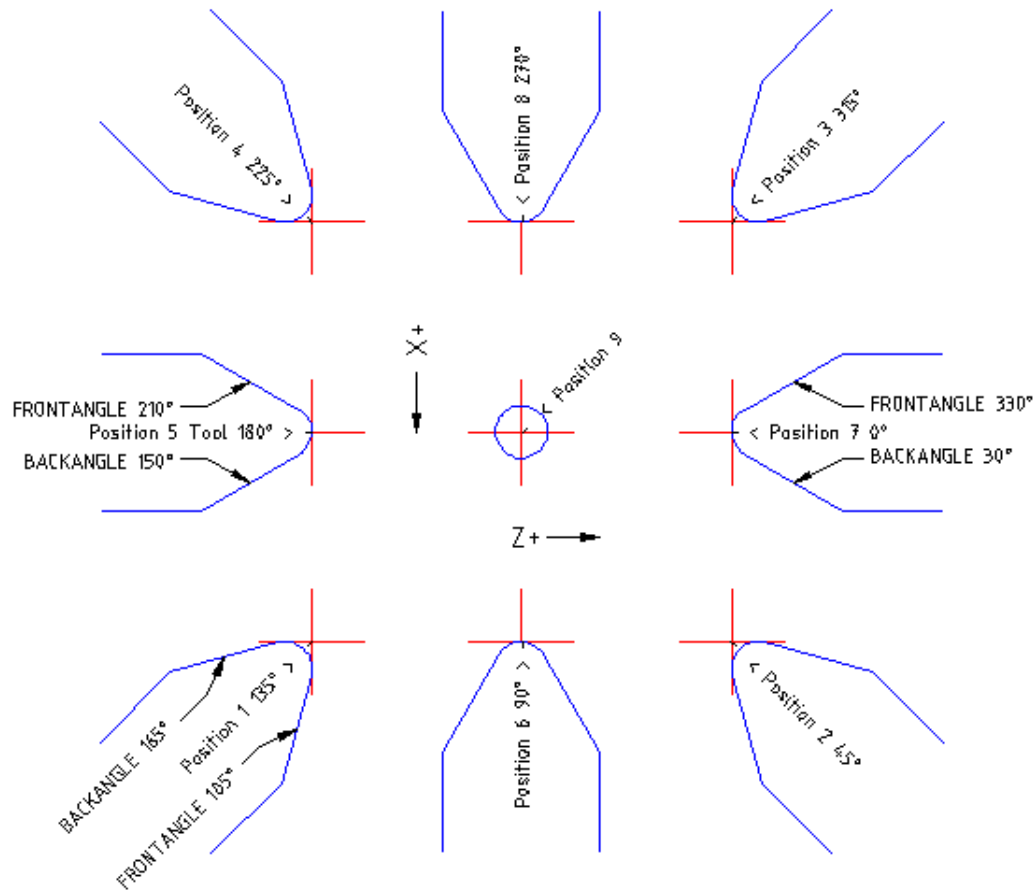 Position 4 225°
Position 8 270°
Position 3 315°
X+
Position 9
FRONTANGLE 210°
Position 5 Tool 180°
BACKANGLE 150°
FRONTANGLE 330°
Position 7 0°
BACKANGLE 30°
Z+
BACKANGLE 165°
Position 1 135°
FRONTANGLE 105°
Position 6 90°
Position 2 45°